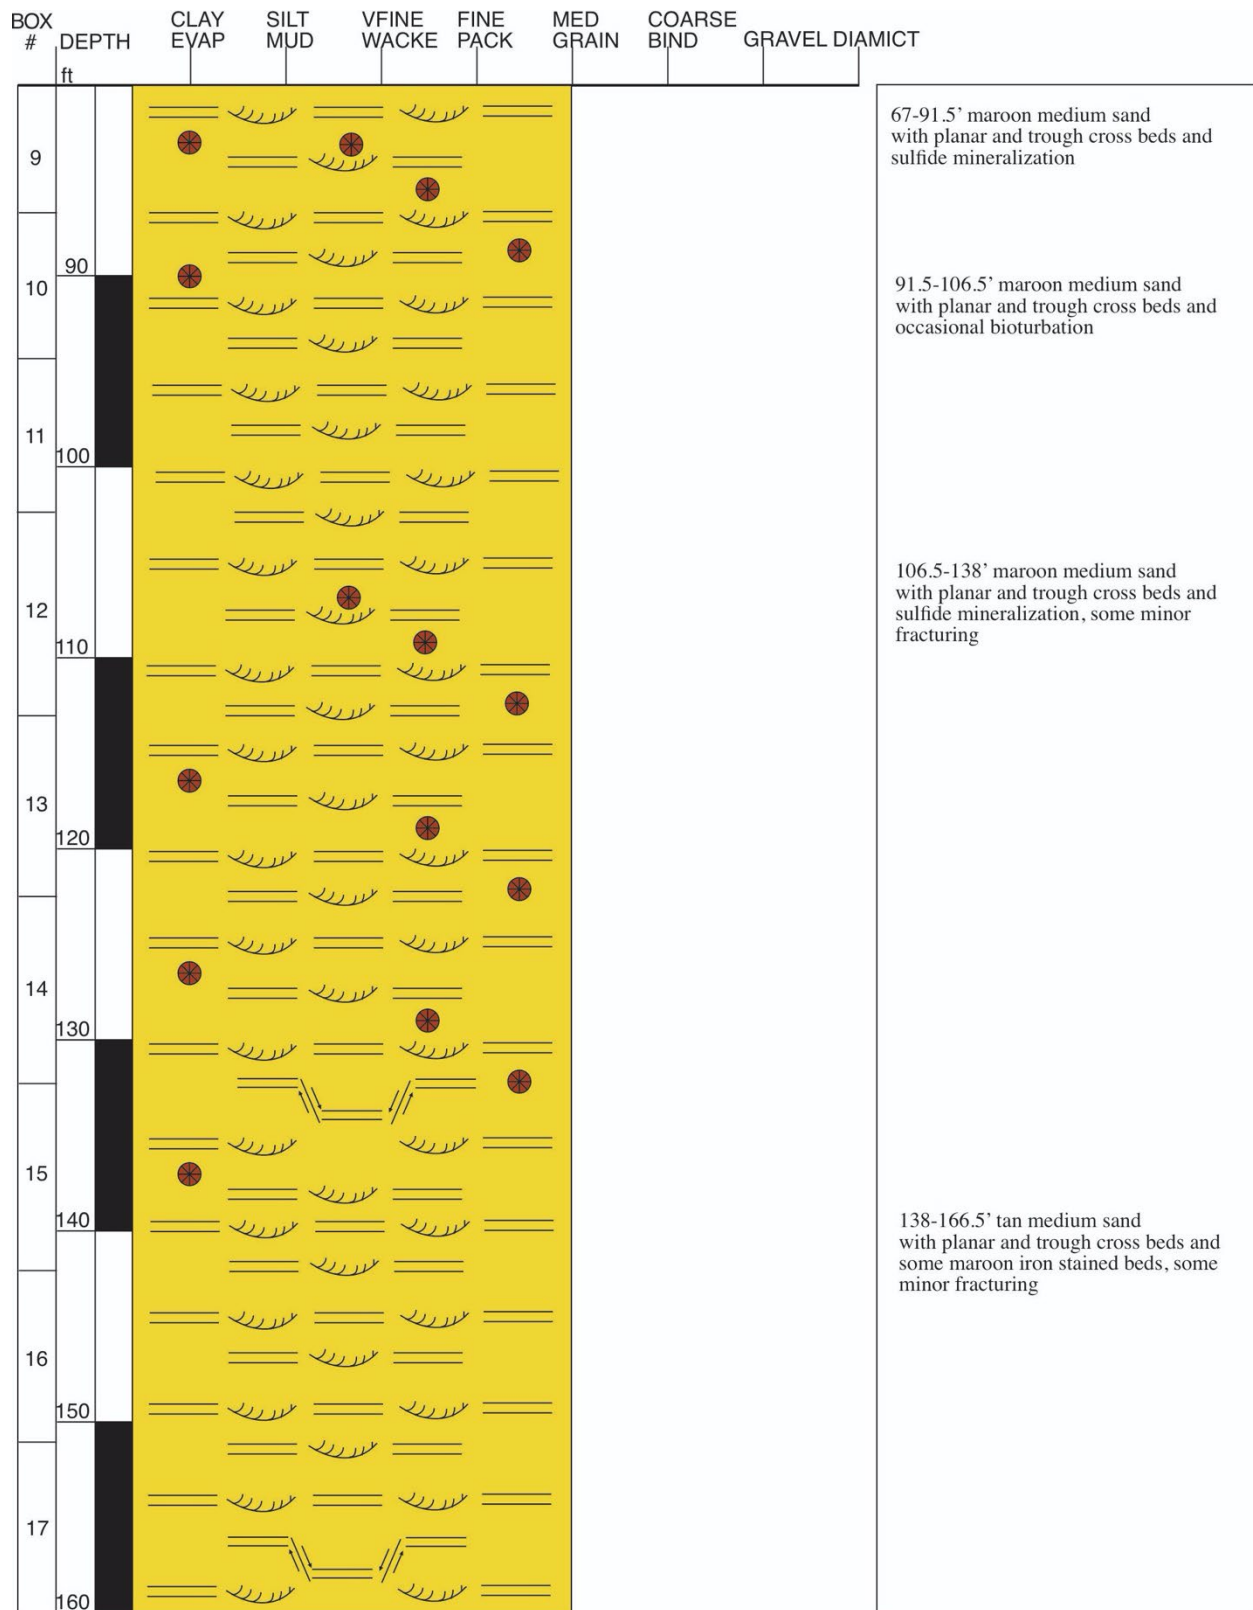 BOX
#
DEPTH
CLAY
EVAP
SILT
MUD
VFINE
WACKE
FINE
PACK
MED
GRAIN
COARSE
BIND
GRAVEL
DIAMICT
ft
67-91.5’ maroon medium sand
with planar and trough cross beds and
sulfide mineralization
9
90
10
91.5-106.5’ maroon medium sand
with planar and trough cross beds and
occasional bioturbation
11
100
106.5-138’ maroon medium sand
with planar and trough cross beds and
sulfide mineralization, some minor
fracturing
12
110
13
120
14
130
15
140
138-166.5’ tan medium sand
with planar and trough cross beds and
some maroon iron stained beds, some
minor fracturing
16
150
17
160